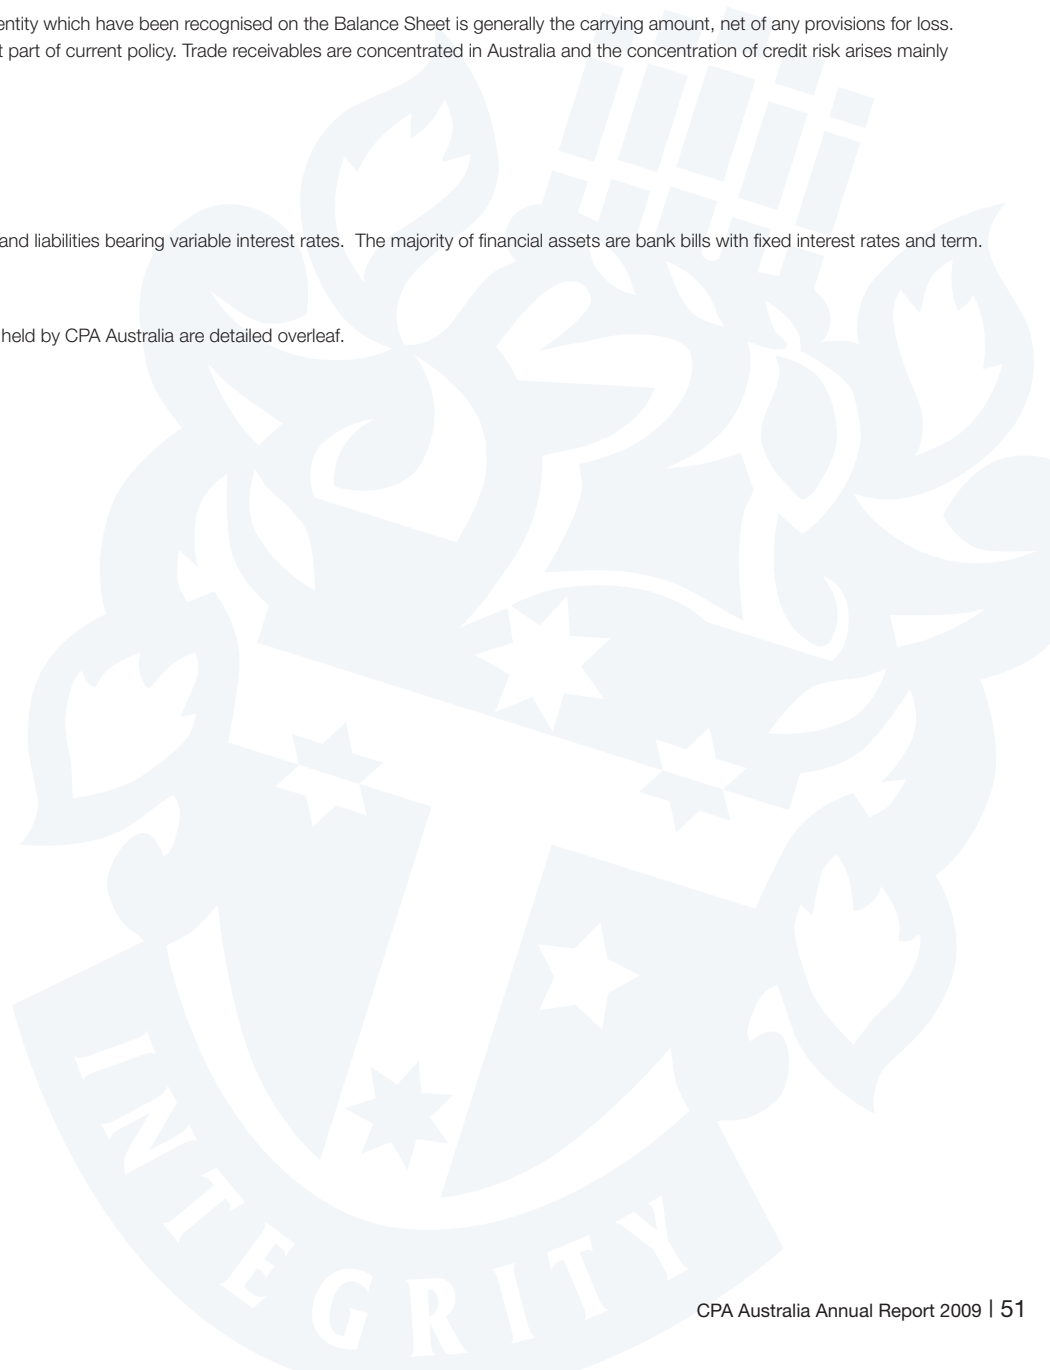 entity which have been recognised on the Balance Sheet is generally the carrying amount, net of any provisions for loss.
part of current policy. Trade receivables are concentrated in Australia and the concentration of credit risk arises mainly
and liabilities bearing variable interest rates. The majority of financial assets are bank bills with fixed interest rates and term.
held by CPA Australia are detailed overleaf.
INTEGRITY
CPA Australia Annual Report 2009 | 51